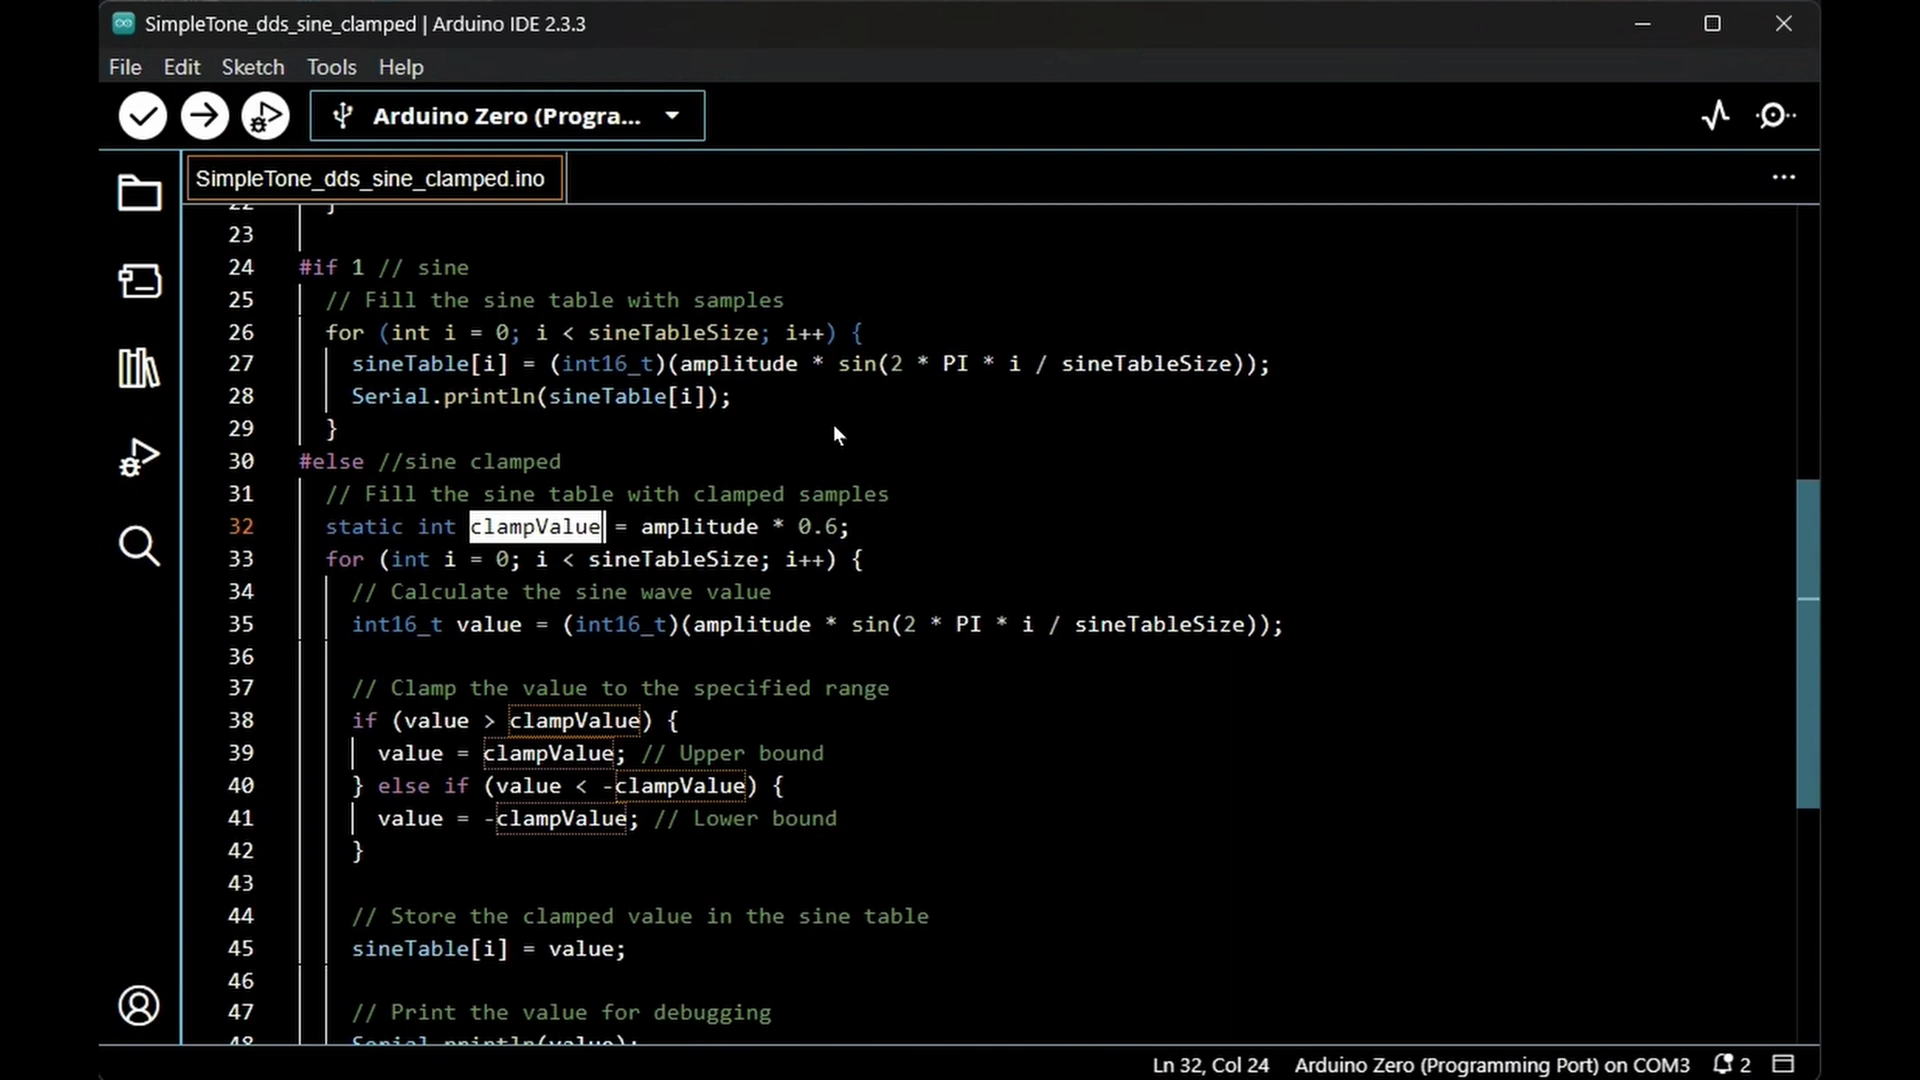 SimpleTone_dds_sine_clamped | Arduino IDE 2.3.3
File Edit Sketch Tools Help
Arduino Zero (Progra...
SimpleTone_dds_sine_clamped.ino
22 }
23
24 #if 1 // sine
25 // Fill the sine table with samples
26 for (int i = 0; i < sineTableSize; i++) {
27 sineTable[i] = (int16_t)(amplitude * sin(2 * PI * i / sineTableSize));
28 Serial.println(sineTable[i]);
29 }
30 #else //sine clamped
31 // Fill the sine table with clamped samples
32 static int clampValue = amplitude * 0.6;
33 for (int i = 0; i < sineTableSize; i++) {
34 // Calculate the sine wave value
35 int16_t value = (int16_t)(amplitude * sin(2 * PI * i / sineTableSize));
36
37 // Clamp the value to the specified range
38 if (value > clampValue) {
39 value = clampValue; // Upper bound
40 } else if (value < -clampValue) {
41 value = -clampValue; // Lower bound
42 }
43
44 // Store the clamped value in the sine table
45 sineTable[i] = value;
46
47 // Print the value for debugging
48 Serial.println(value);
Ln 32, Col 24 Arduino Zero (Programming Port) on COM3 2